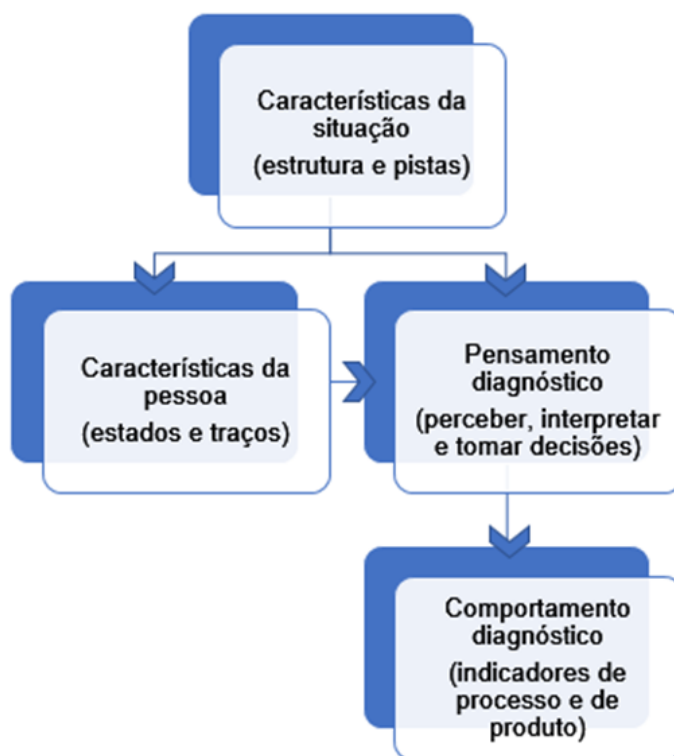 Características da
situação
(estrutura e pistas)
Características da
pessoa
(estados e traços)
Pensamento
diagnóstico
(perceber, interpretar
e tomar decisões)
Comportamento
diagnóstico
(indicadores de
processo e de
produto)